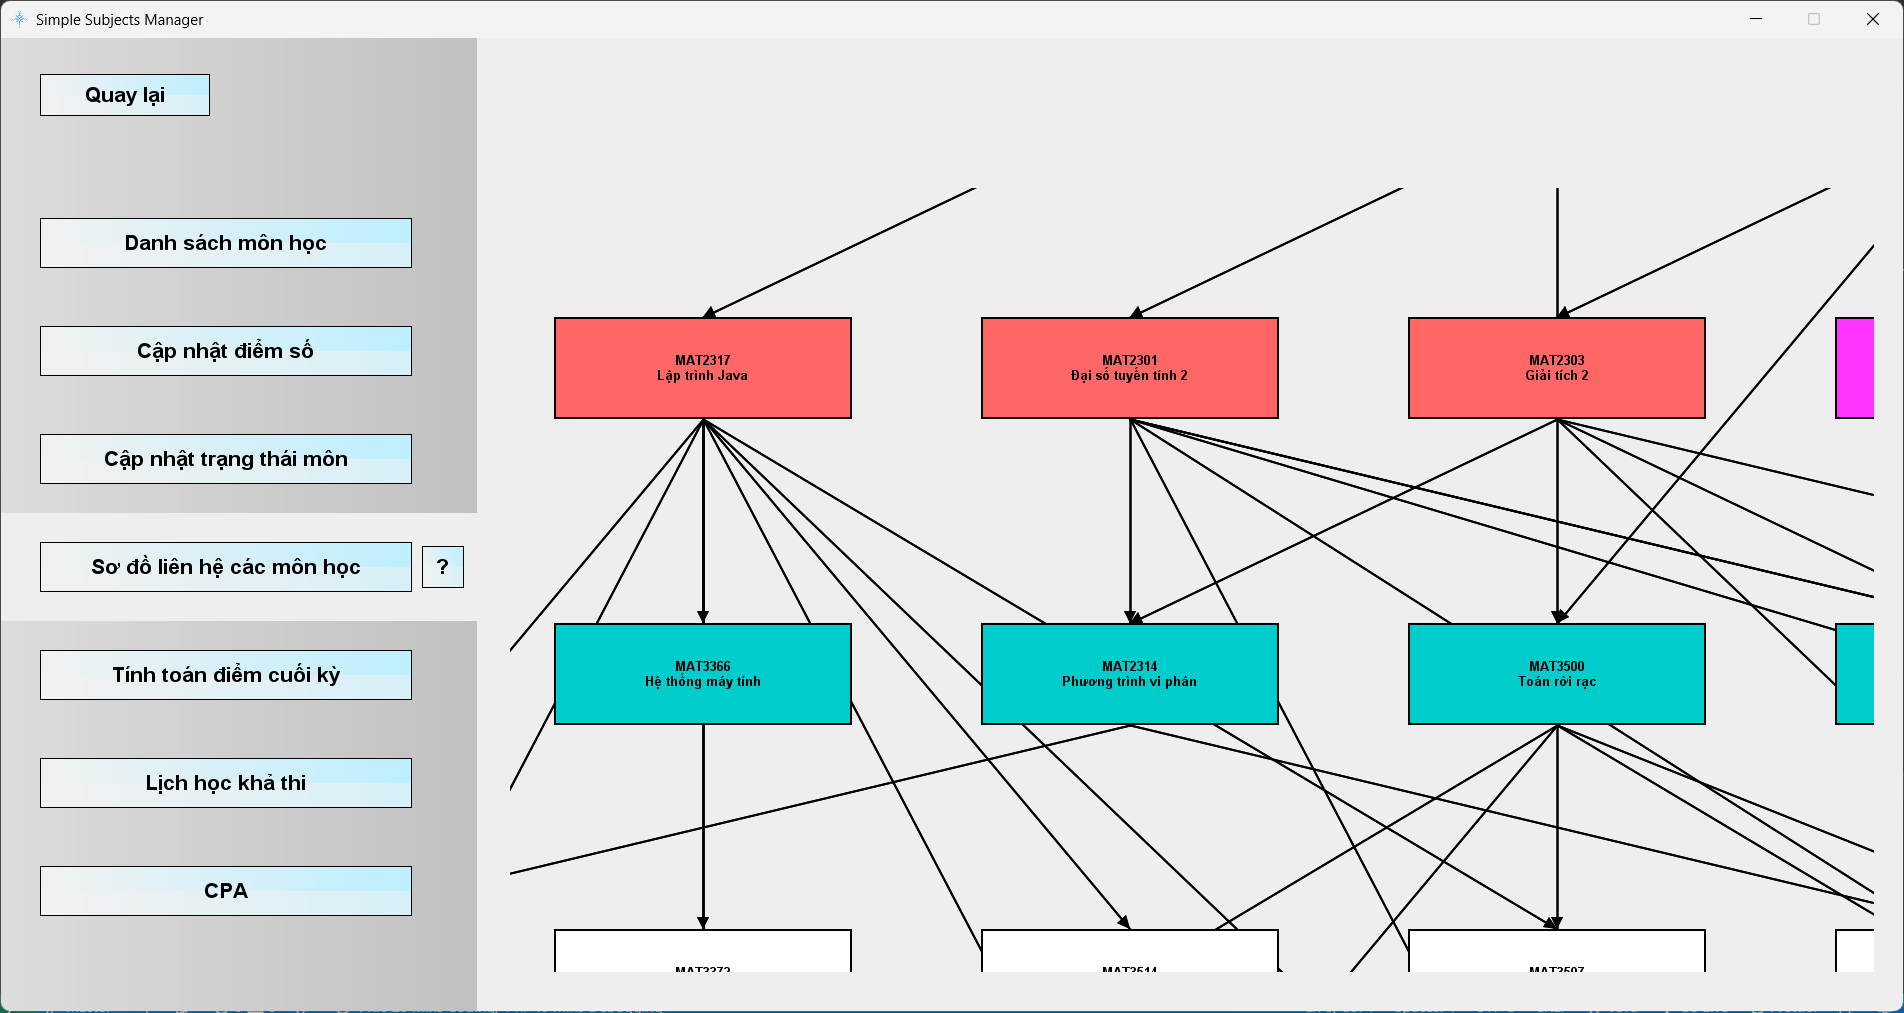 Simple Subjects Manager
Quay lại
Danh sách môn học
Cập nhật điểm số
Cập nhật trạng thái môn
Sơ đồ liên hệ các môn học
?
Tính toán điểm cuối kỳ
Lịch học khả thi
CPA
MAT2317
Lập trình Java
MAT2301
Đại số tuyến tính 2
MAT2303
Giải tích 2
MAT3366
Hệ thống máy tính
MAT2314
Phương trình vi phân
MAT3500
Toán rời rạc
MAT3372
MAT3514
MAT3507